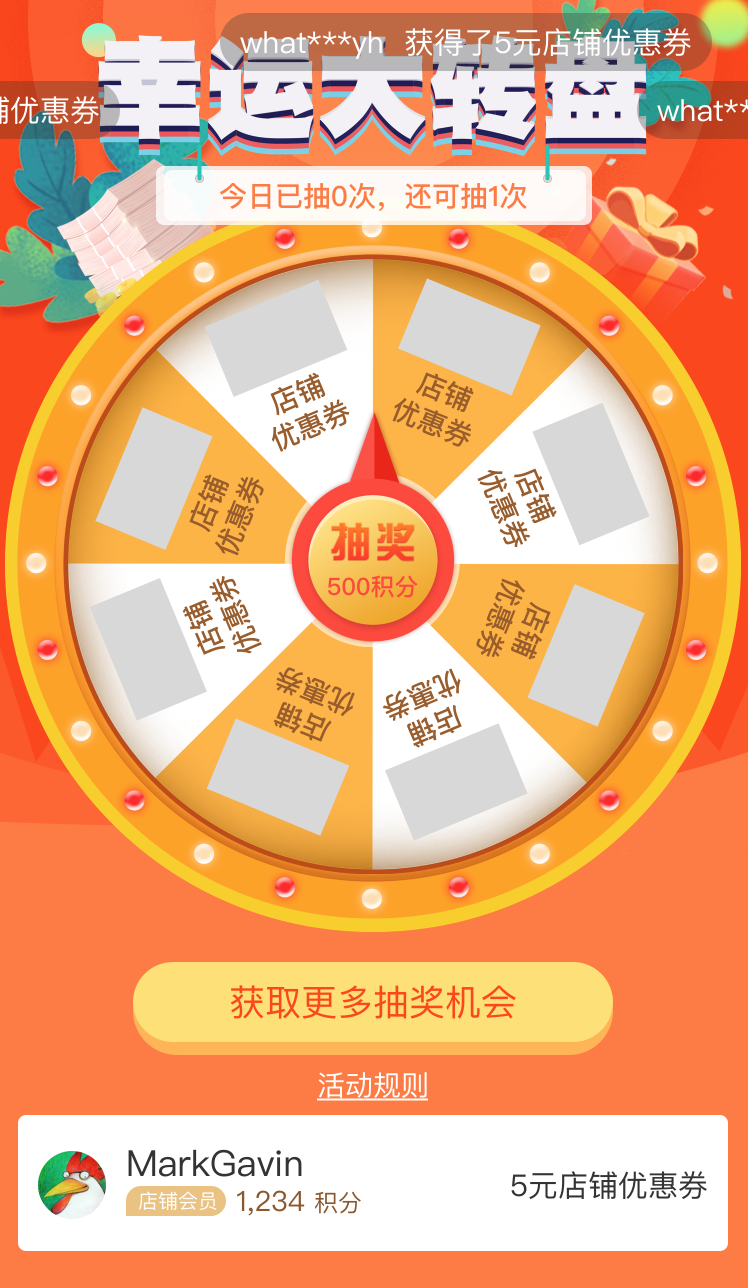 what***yh 获得了5元店铺优惠券
幸运大转盘
铺优惠券
what**
今日已抽0次，还可抽1次
店铺
优惠券
店铺
优惠券
店铺
优惠券
店铺
优惠券
店铺
优惠券
店铺
优惠券
店铺
优惠券
店铺
优惠券
抽奖
500积分
获取更多抽奖机会
活动规则
MarkGavin
店铺会员 1,234 积分
5元店铺优惠券